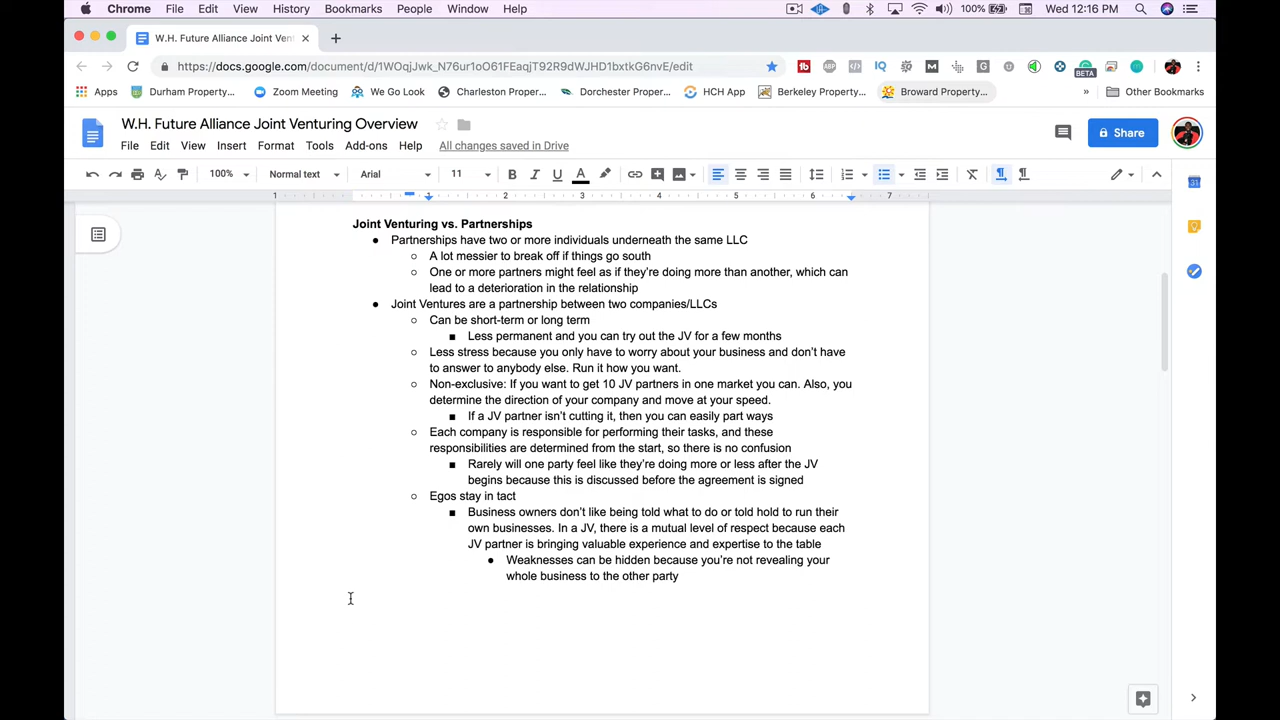 Chrome File Edit View History Bookmarks People Window Help 100% Wed 12:16 PM
W.H. Future Alliance Joint Vent
https://docs.google.com/document/d/1WOqjJwk_N76ur1oO61FEaqjT92R9dWJHD1bxtkG6nvE/edit
Apps Durham Property... Zoom Meeting We Go Look Charleston Proper... Dorchester Proper... HCH App Berkeley Property... Broward Property... » Other Bookmarks
W.H. Future Alliance Joint Venturing Overview
File Edit View Insert Format Tools Add-ons Help All changes saved in Drive
Share
100% Normal text Arial 11 B I U A
1 1 2 3 4 5 6 7
Joint Venturing vs. Partnerships
● Partnerships have two or more individuals underneath the same LLC
○ A lot messier to break off if things go south
○ One or more partners might feel as if they're doing more than another, which can
lead to a deterioration in the relationship
● Joint Ventures are a partnership between two companies/LLCs
○ Can be short-term or long term
■ Less permanent and you can try out the JV for a few months
○ Less stress because you only have to worry about your business and don't have
to answer to anybody else. Run it how you want.
○ Non-exclusive: If you want to get 10 JV partners in one market you can. Also, you
determine the direction of your company and move at your speed.
■ If a JV partner isn't cutting it, then you can easily part ways
○ Each company is responsible for performing their tasks, and these
responsibilities are determined from the start, so there is no confusion
■ Rarely will one party feel like they're doing more or less after the JV
begins because this is discussed before the agreement is signed
○ Egos stay in tact
■ Business owners don't like being told what to do or told hold to run their
own businesses. In a JV, there is a mutual level of respect because each
JV partner is bringing valuable experience and expertise to the table
● Weaknesses can be hidden because you're not revealing your
whole business to the other party